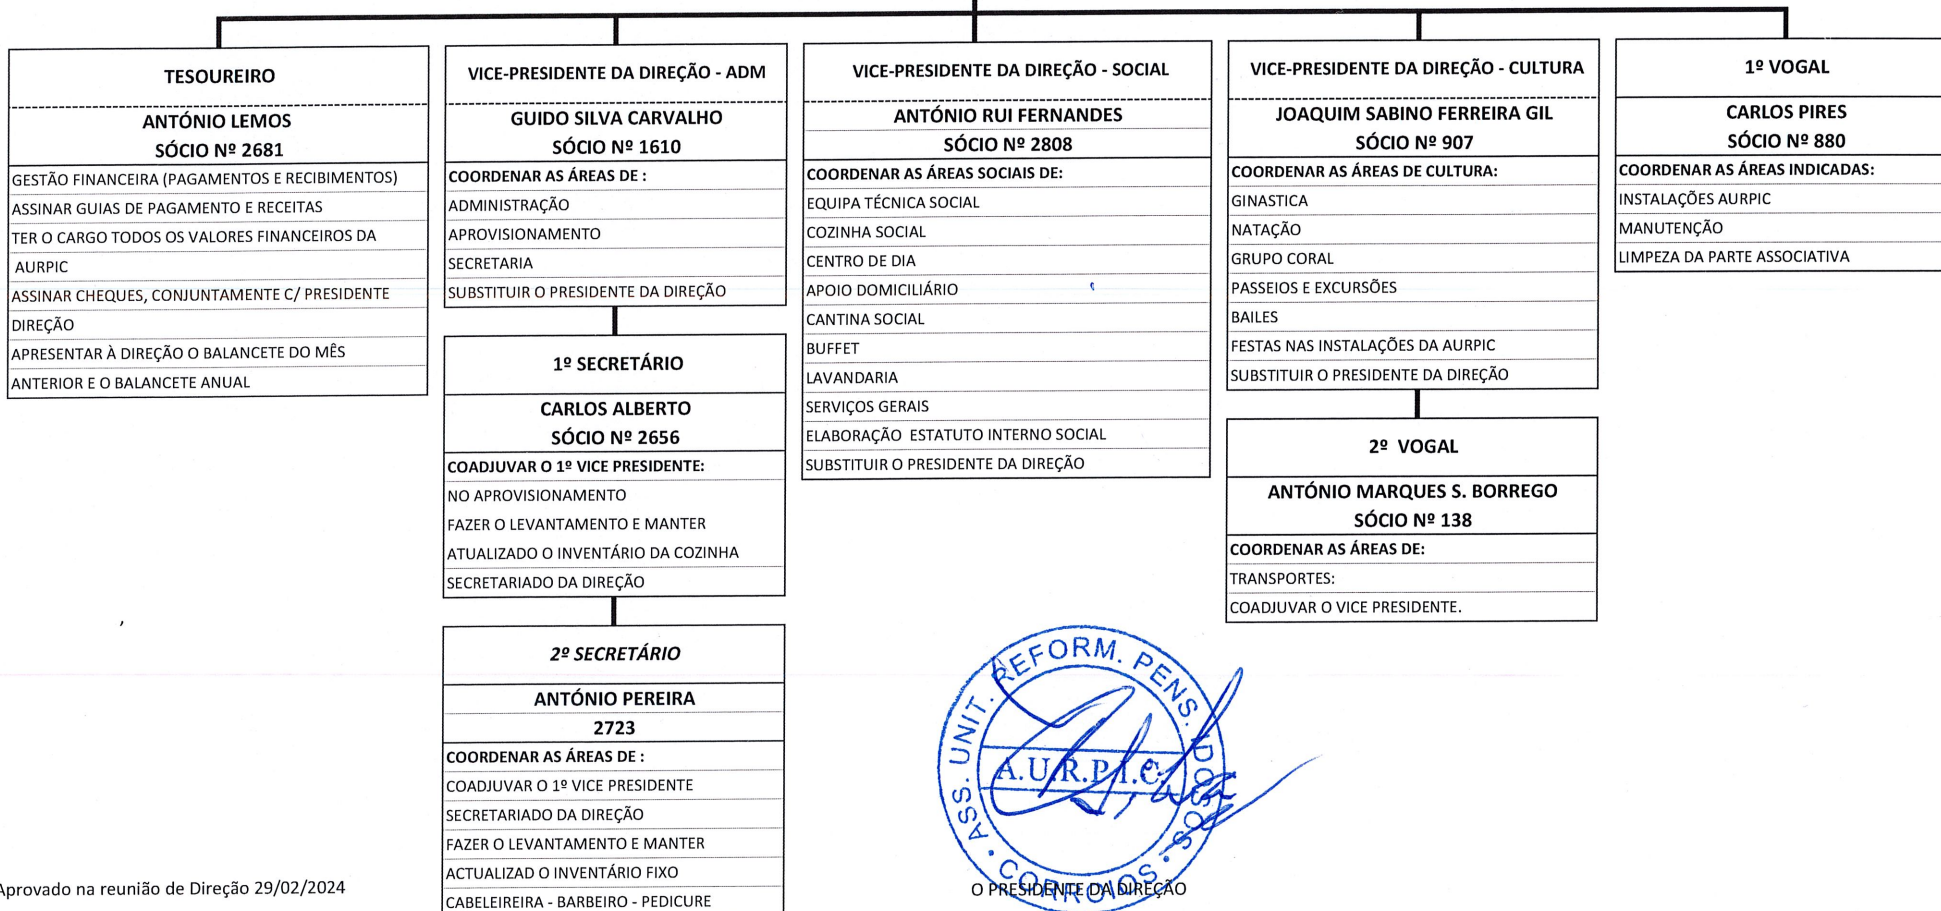 TESOUREIRO
ANTÓNIO LEMOS
SÓCIO Nº 2681
GESTÃO FINANCEIRA (PAGAMENTOS E RECIBIMENTOS)
ASSINAR GUIAS DE PAGAMENTO E RECEITAS
TER O CARGO TODOS OS VALORES FINANCEIROS DA
AURPIC
ASSINAR CHEQUES, CONJUNTAMENTE C/ PRESIDENTE
DIREÇÃO
APRESENTAR À DIREÇÃO O BALANCETE DO MÊS
ANTERIOR E O BALANCETE ANUAL
VICE-PRESIDENTE DA DIREÇÃO - ADM
GUIDO SILVA CARVALHO
SÓCIO Nº 1610
COORDENAR AS ÁREAS DE :
ADMINISTRAÇÃO
APROVISIONAMENTO
SECRETARIA
SUBSTITUIR O PRESIDENTE DA DIREÇÃO
1º SECRETÁRIO
CARLOS ALBERTO
SÓCIO Nº 2656
COADJUVAR O 1º VICE PRESIDENTE:
NO APROVISIONAMENTO
FAZER O LEVANTAMENTO E MANTER
ATUALIZADO O INVENTÁRIO DA COZINHA
SECRETARIADO DA DIREÇÃO
2º SECRETÁRIO
ANTÓNIO PEREIRA
2723
COORDENAR AS ÁREAS DE :
COADJUVAR O 1º VICE PRESIDENTE
SECRETARIADO DA DIREÇÃO
FAZER O LEVANTAMENTO E MANTER
ACTUALIZAD O INVENTÁRIO FIXO
CABELEIREIRA - BARBEIRO - PEDICURE
VICE-PRESIDENTE DA DIREÇÃO - SOCIAL
ANTÓNIO RUI FERNANDES
SÓCIO Nº 2808
COORDENAR AS ÁREAS SOCIAIS DE:
EQUIPA TÉCNICA SOCIAL
COZINHA SOCIAL
CENTRO DE DIA
APOIO DOMICILIÁRIO
CANTINA SOCIAL
BUFFET
LAVANDARIA
SERVIÇOS GERAIS
ELABORAÇÃO ESTATUTO INTERNO SOCIAL
SUBSTITUIR O PRESIDENTE DA DIREÇÃO
VICE-PRESIDENTE DA DIREÇÃO - CULTURA
JOAQUIM SABINO FERREIRA GIL
SÓCIO Nº 907
COORDENAR AS ÁREAS DE CULTURA:
GINASTICA
NATAÇÃO
GRUPO CORAL
PASSEIOS E EXCURSÕES
BAILES
FESTAS NAS INSTALAÇÕES DA AURPIC
SUBSTITUIR O PRESIDENTE DA DIREÇÃO
2º VOGAL
ANTÓNIO MARQUES S. BORREGO
SÓCIO Nº 138
COORDENAR AS ÁREAS DE:
TRANSPORTES:
COADJUVAR O VICE PRESIDENTE.
1º VOGAL
CARLOS PIRES
SÓCIO Nº 880
COORDENAR AS ÁREAS INDICADAS:
INSTALAÇÕES AURPIC
MANUTENÇÃO
LIMPEZA DA PARTE ASSOCIATIVA
ASS. UNIT. REFORM. PENS. IDOSOS. • CORROIOS •
A.U.R.P.I.C.
Aprovado na reunião de Direção 29/02/2024
O PRESIDENTE DA DIREÇÃO